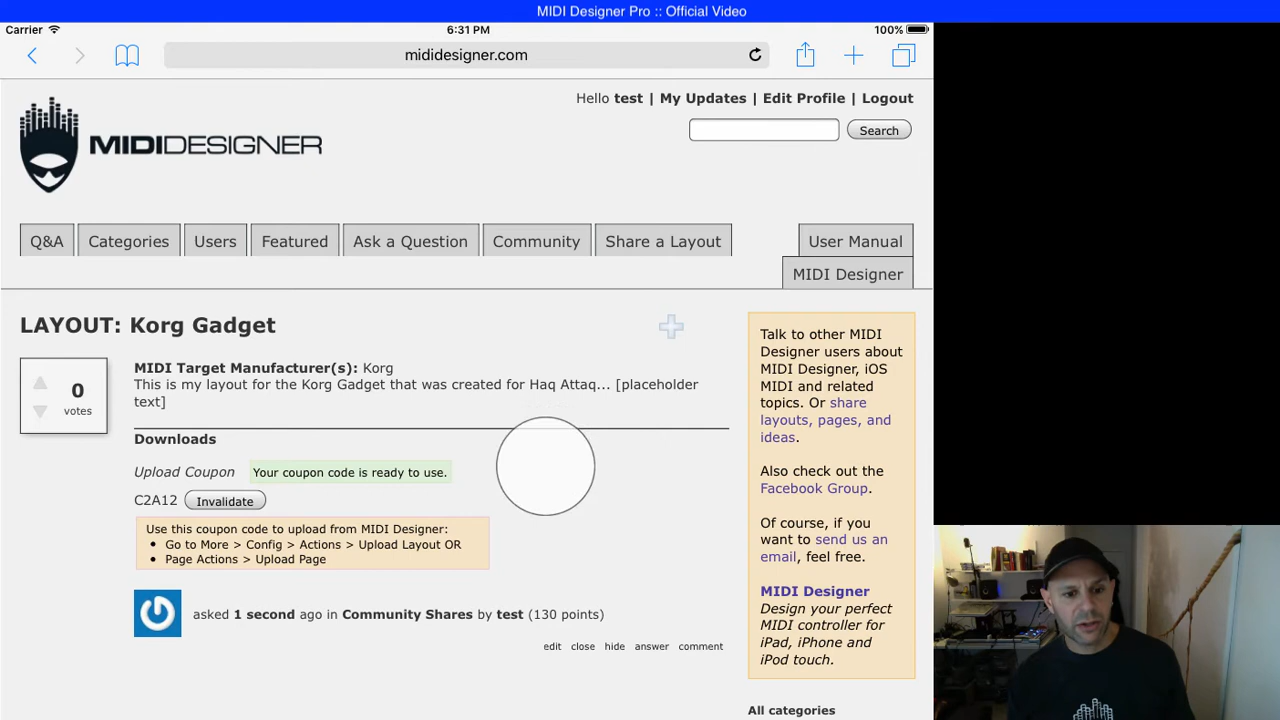 MIDI Designer Pro :: Official Video
Carrier 6:31 PM 100%
mididesigner.com
Hello test | My Updates | Edit Profile | Logout
Search
MIDIDESIGNER
Q&A Categories Users Featured Ask a Question Community Share a Layout User Manual
MIDI Designer
LAYOUT: Korg Gadget
0
votes
MIDI Target Manufacturer(s): Korg
This is my layout for the Korg Gadget that was created for Haq Attaq... [placeholder
text]
Downloads
Upload Coupon Your coupon code is ready to use.
C2A12 Invalidate
Use this coupon code to upload from MIDI Designer:
• Go to More > Config > Actions > Upload Layout OR
• Page Actions > Upload Page
asked 1 second ago in Community Shares by test (130 points)
edit close hide answer comment
Talk to other MIDI
Designer users about
MIDI Designer, iOS
MIDI and related
topics. Or share
layouts, pages, and
ideas.
Also check out the
Facebook Group.
Of course, if you
want to send us an
email, feel free.
MIDI Designer
Design your perfect
MIDI controller for
iPad, iPhone and
iPod touch.
All categories